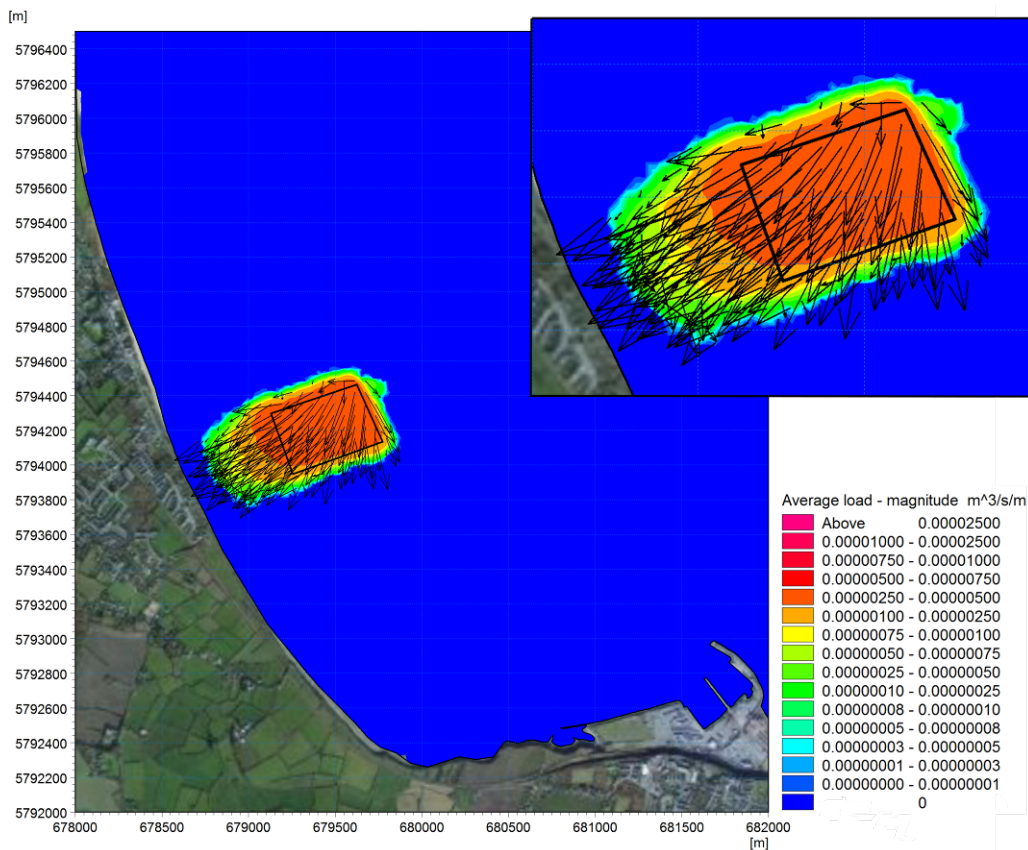 [m]
5796400
5796200
5796000
5795800
5795600
5795400
5795200
5795000
5794800
5794600
5794400
5794200
5794000
5793800
5793600
5793400
5793200
5793000
5792800
5792600
5792400
5792200
5792000
678000 678500 679000 679500 680000 680500 681000 681500 682000
[m]
Average load - magnitude m^3/s/m
Above 0.00002500
0.00001000 - 0.00002500
0.00000750 - 0.00001000
0.00000500 - 0.00000750
0.00000250 - 0.00000500
0.00000100 - 0.00000250
0.00000075 - 0.00000100
0.00000050 - 0.00000075
0.00000025 - 0.00000050
0.00000010 - 0.00000025
0.00000008 - 0.00000010
0.00000005 - 0.00000008
0.00000003 - 0.00000005
0.00000001 - 0.00000003
0.00000000 - 0.00000001
0